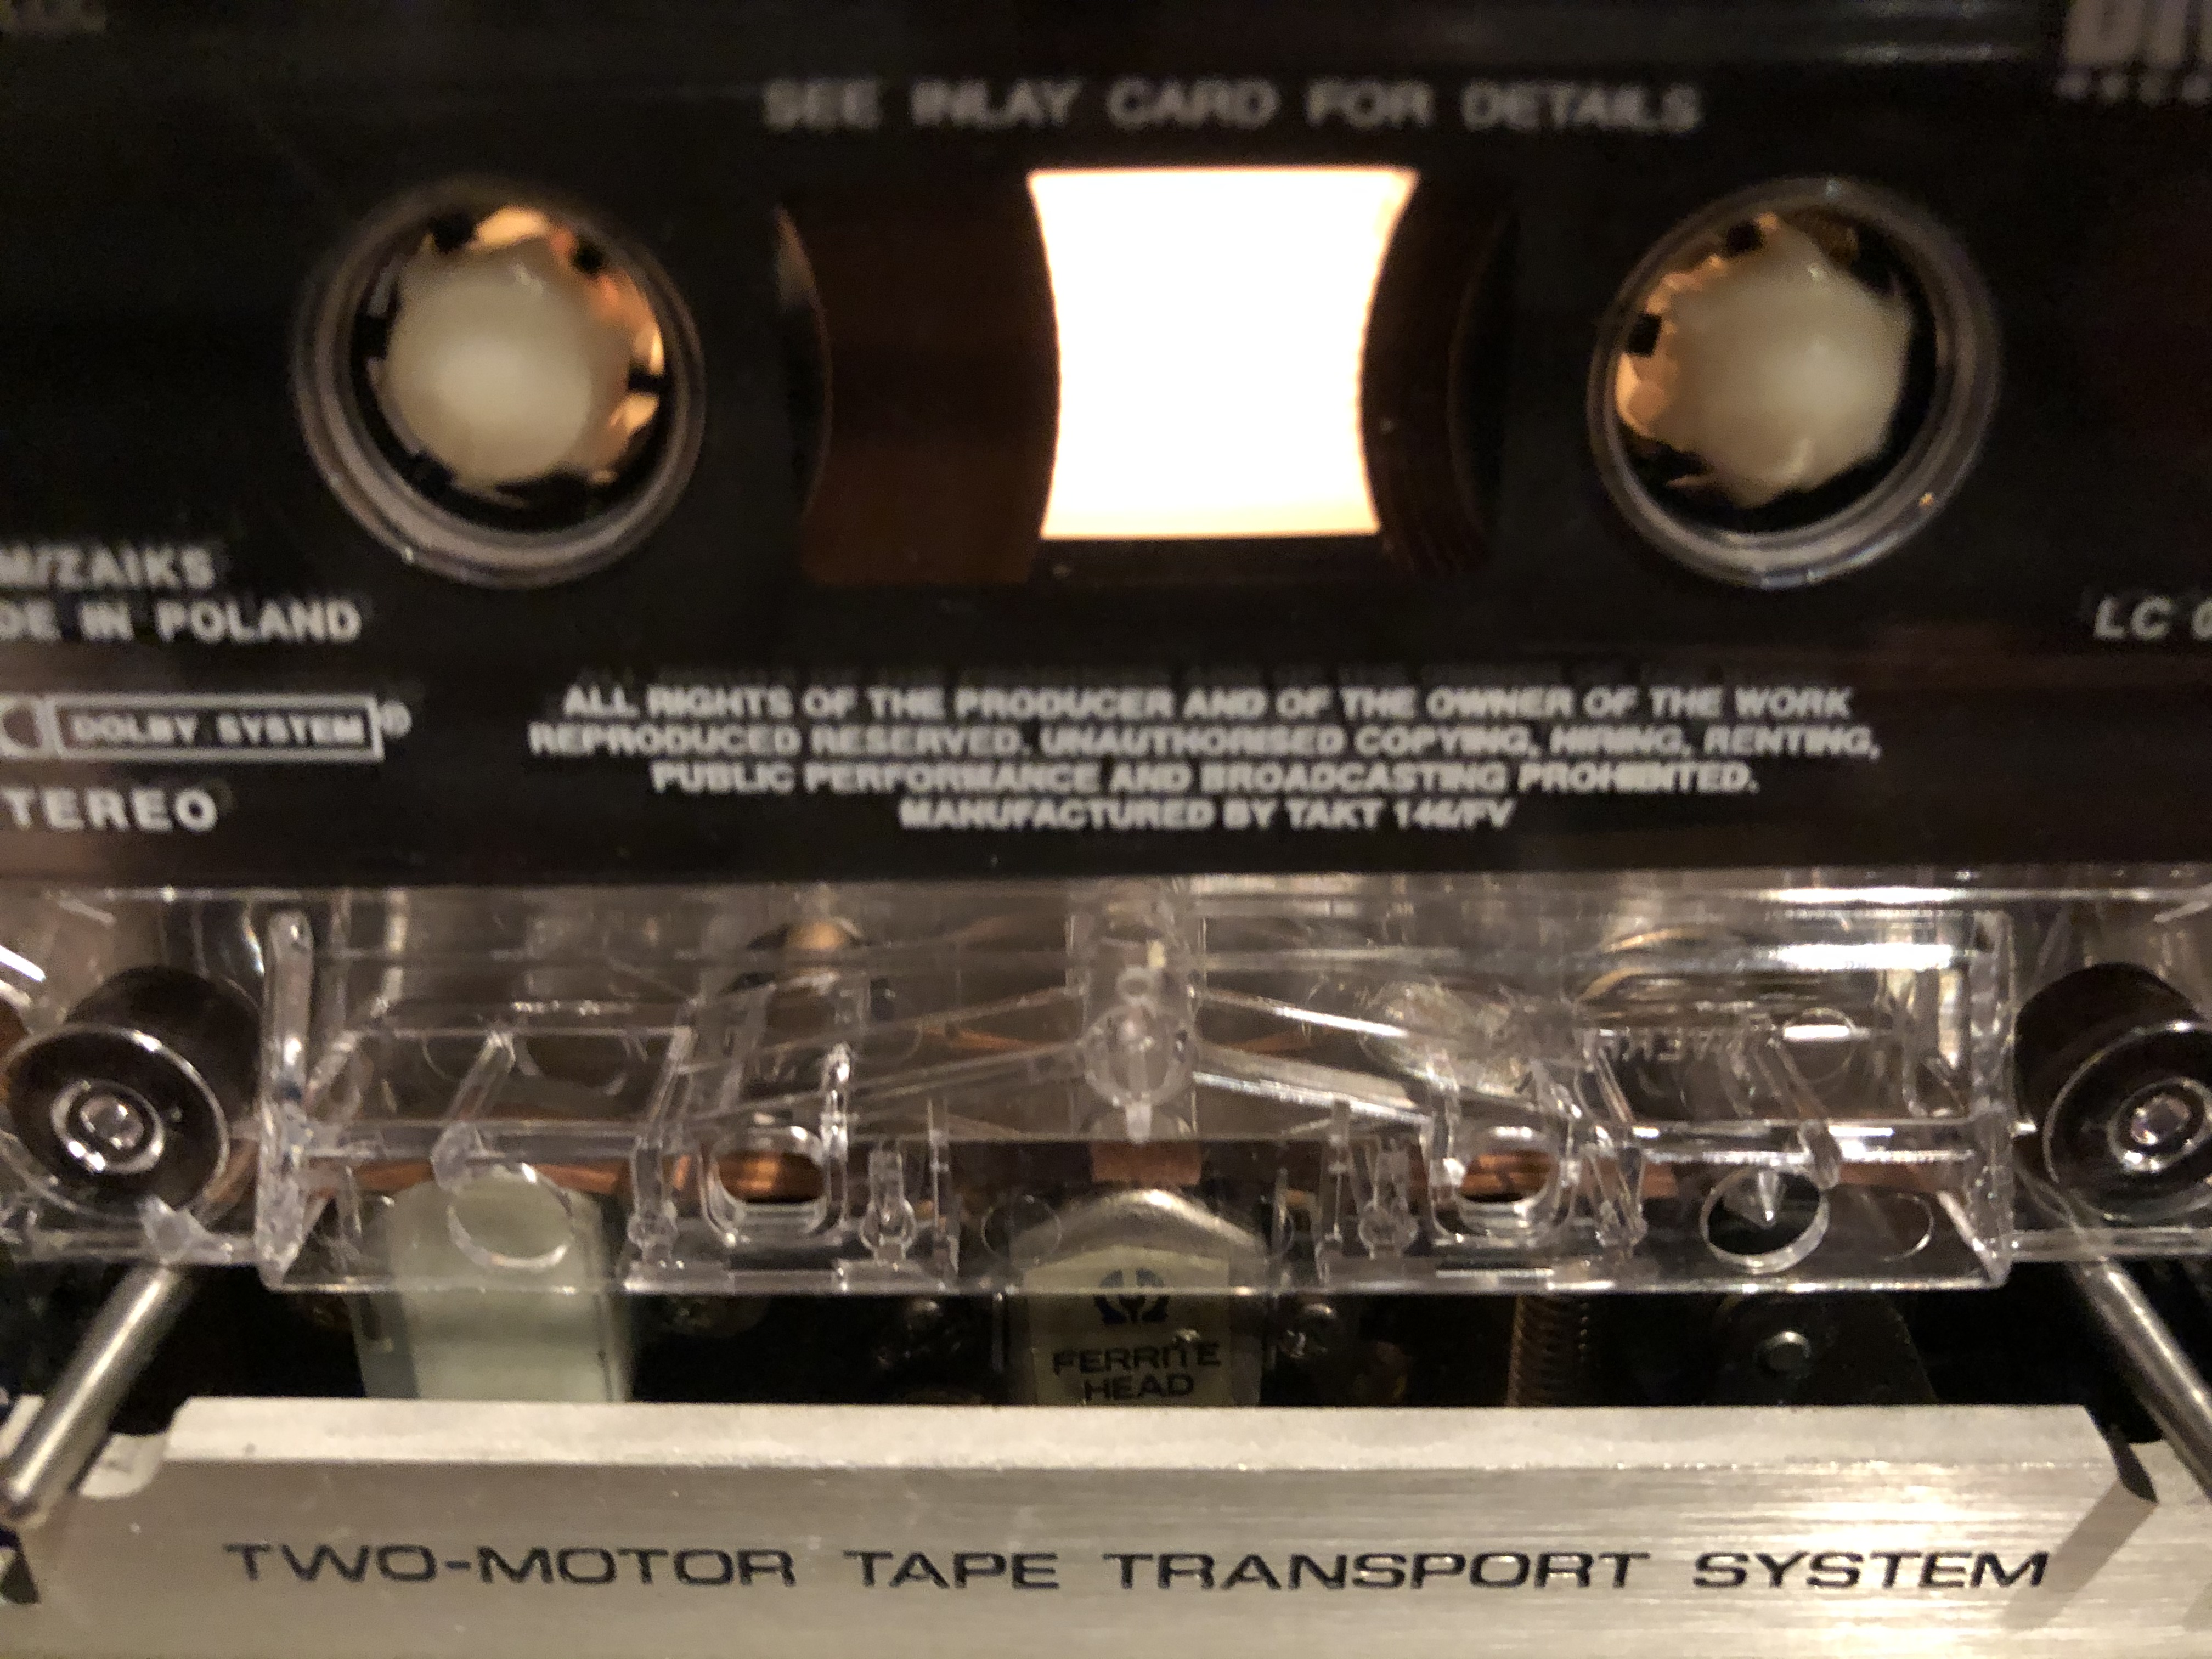 SEE INLAY CARD FOR DETAILS
M/ZAIKS
DE IN POLAND
LC
DOLBY SYSTEM®
TEREO
ALL RIGHTS OF THE PRODUCER AND OF THE OWNER OF THE WORK
REPRODUCED RESERVED. UNAUTHORISED COPYING, HIRING, RENTING,
PUBLIC PERFORMANCE AND BROADCASTING PROHIBITED.
MANUFACTURED BY TAKT 146/FV
FERRITE
HEAD
TWO-MOTOR TAPE TRANSPORT SYSTEM